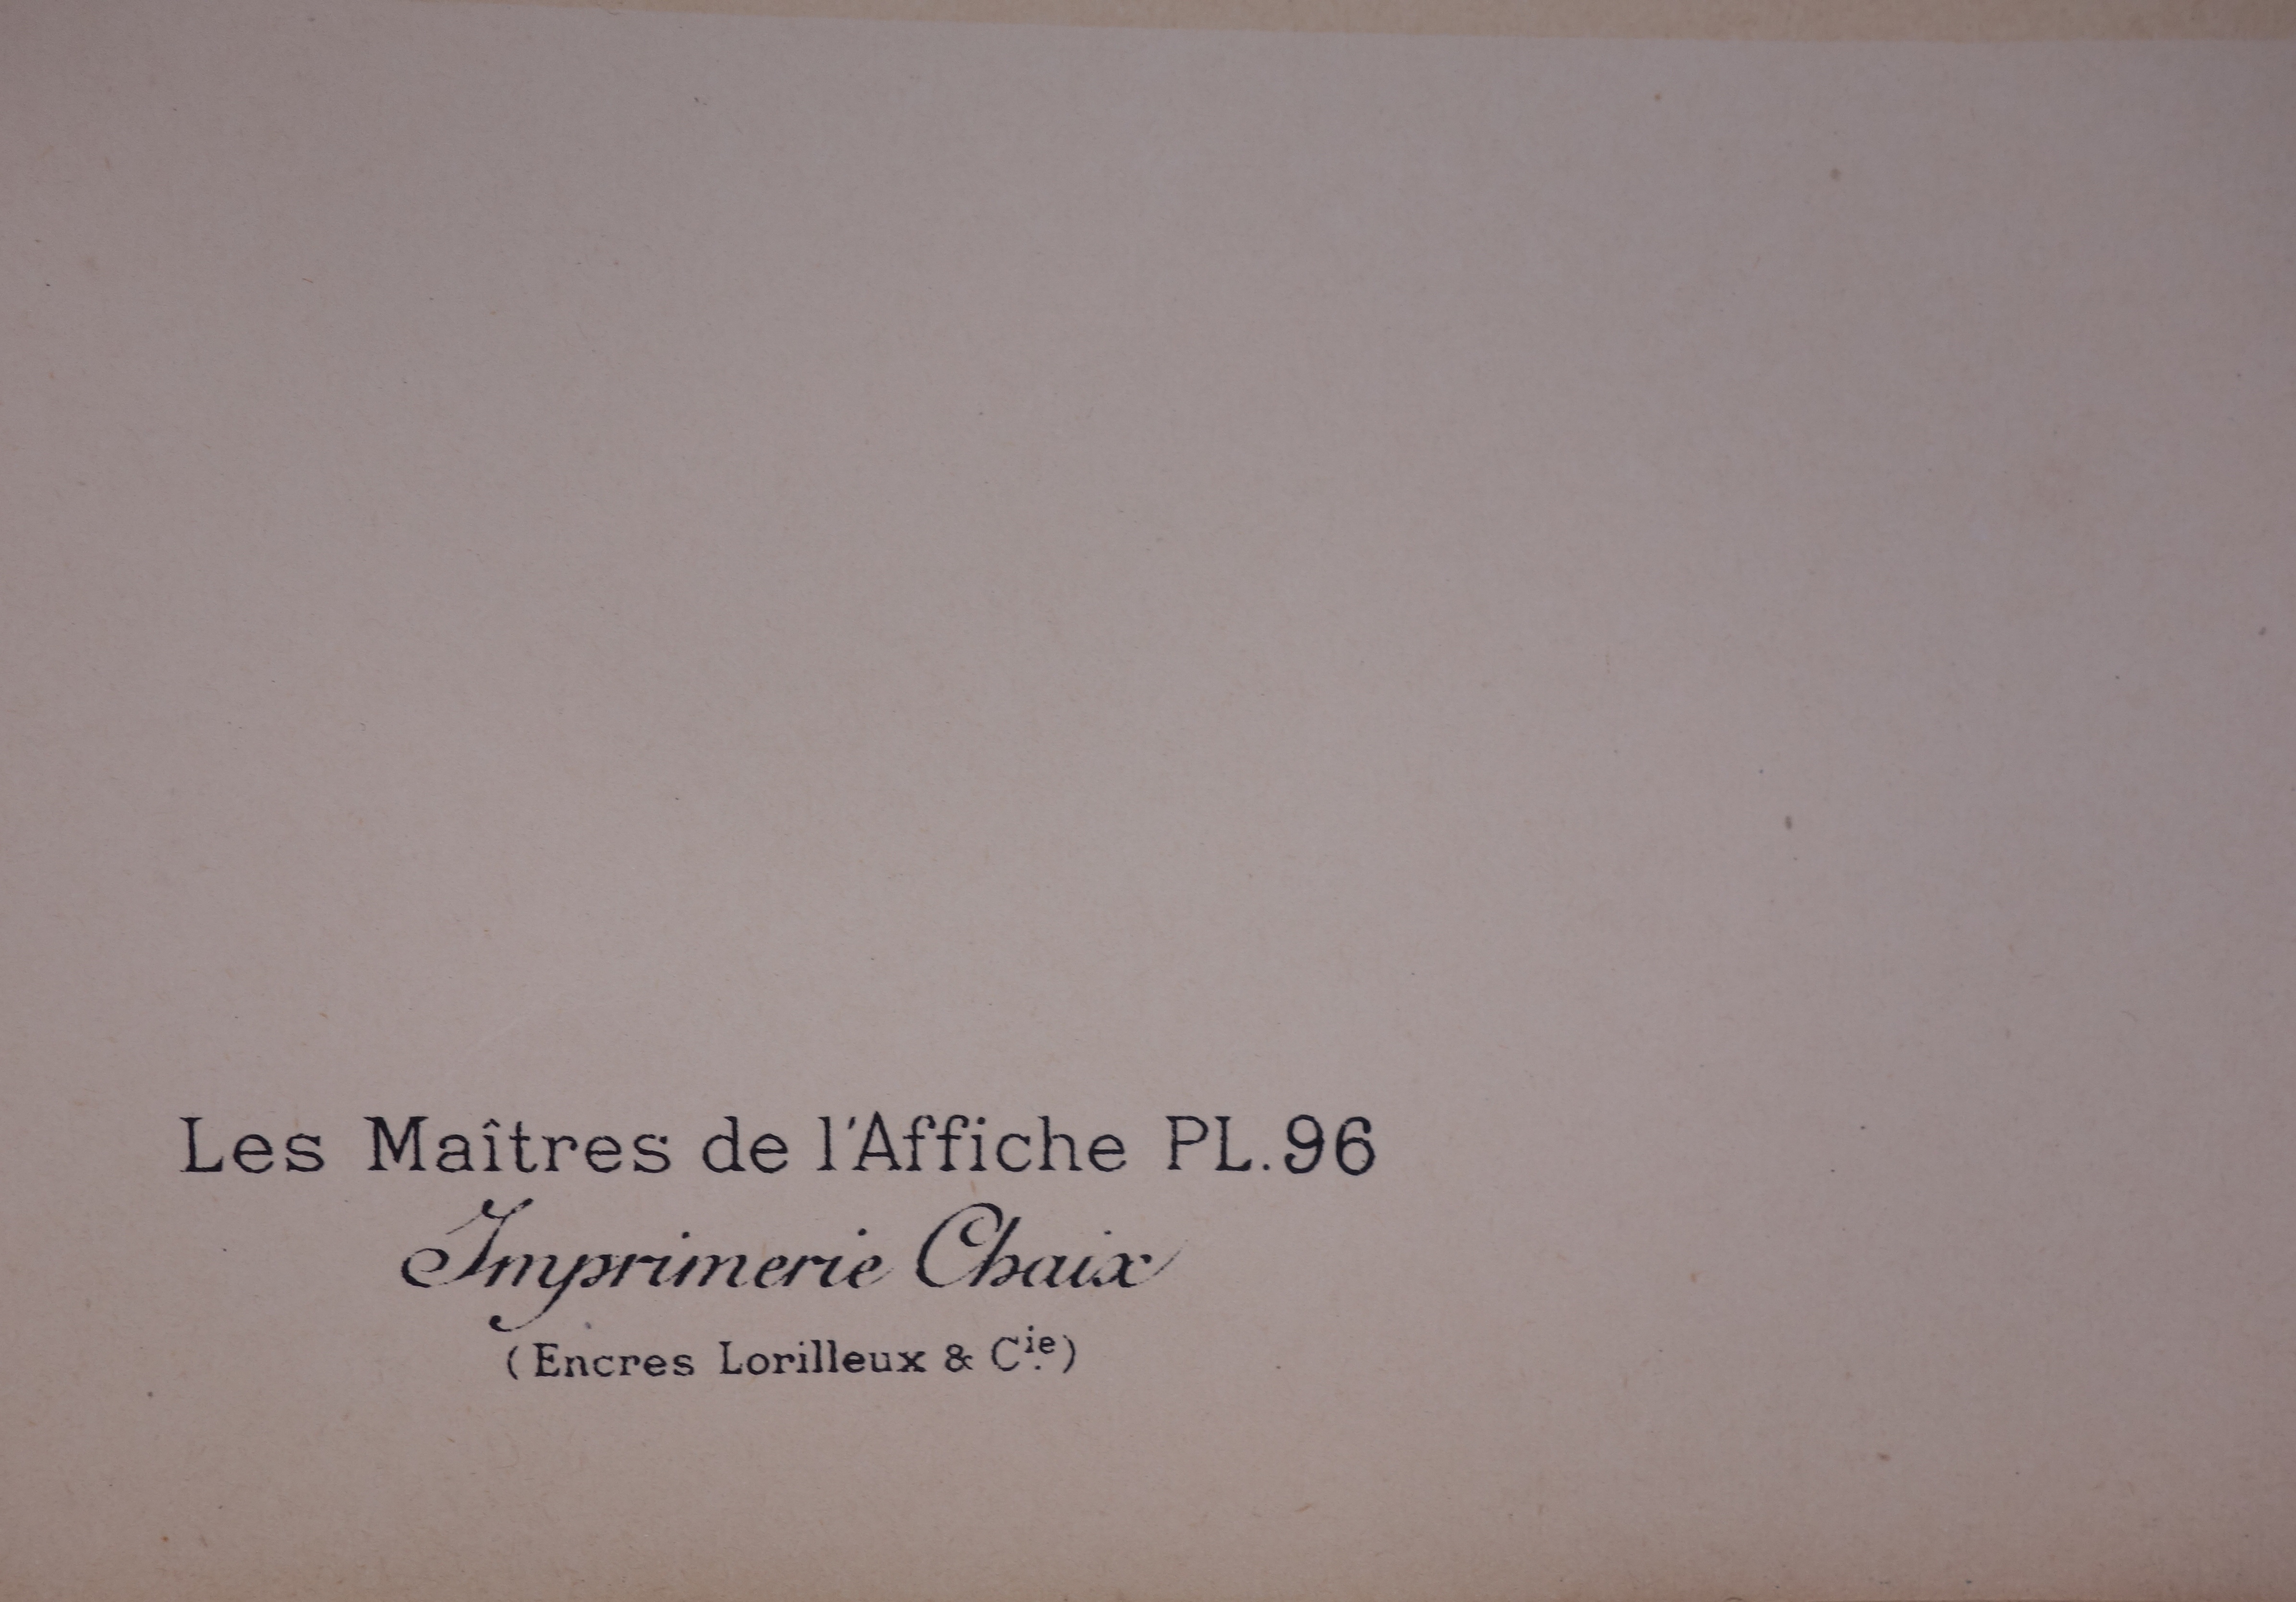 Les Maîtres de l'Affiche PL.96
Imprimerie Chaix
(Encres Lorilleux & Cie.)